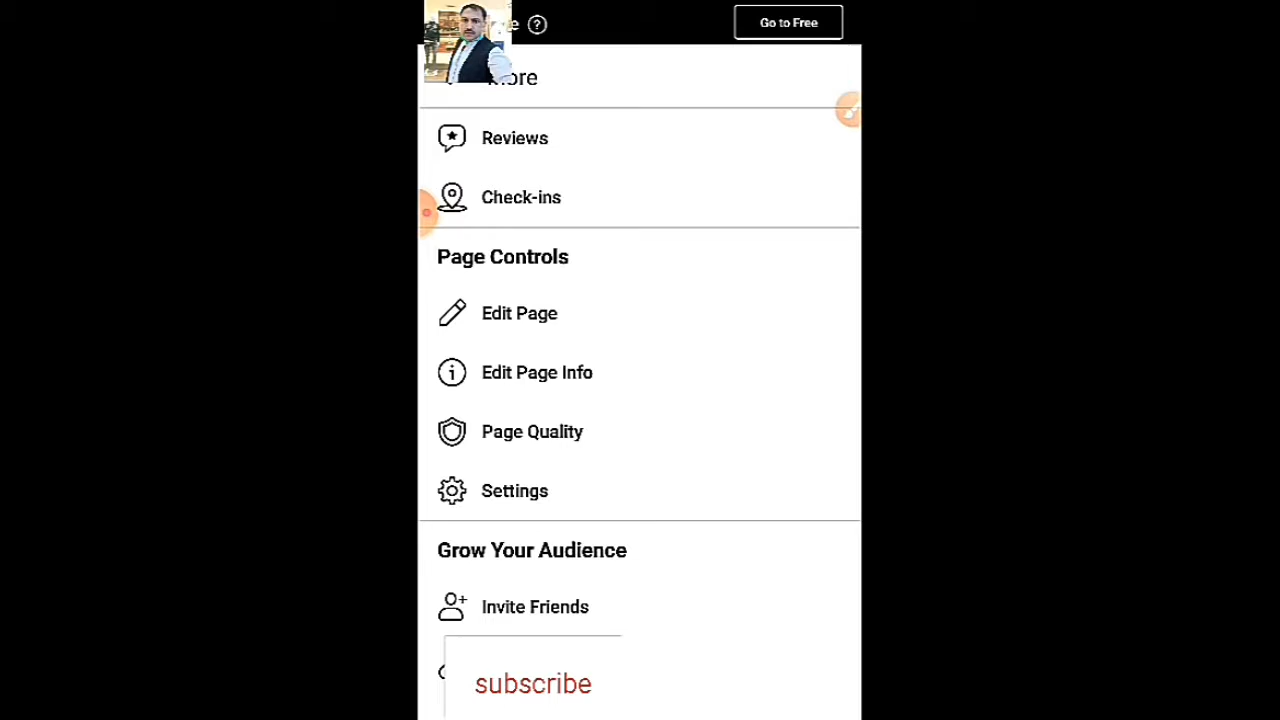 Go to Free
Reviews
Check-ins
Page Controls
Edit Page
Edit Page Info
Page Quality
Settings
Grow Your Audience
Invite Friends
subscribe